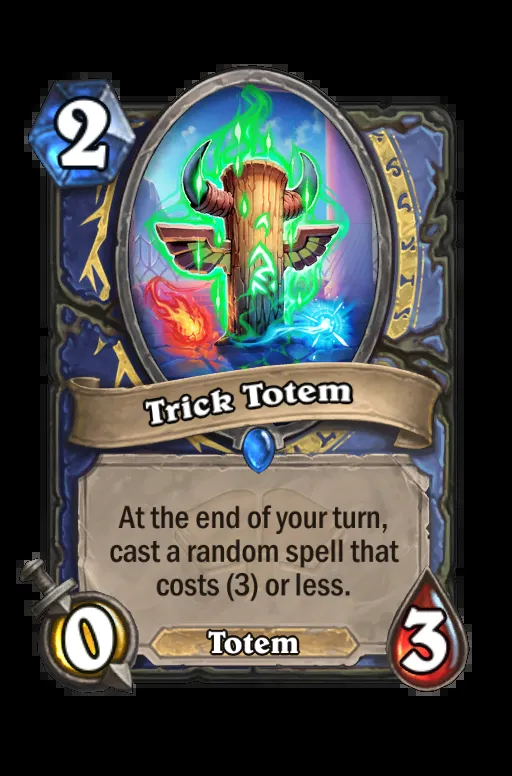 2
Trick Totem
At the end of your turn,
cast a random spell that
costs (3) or less.
0
Totem
3